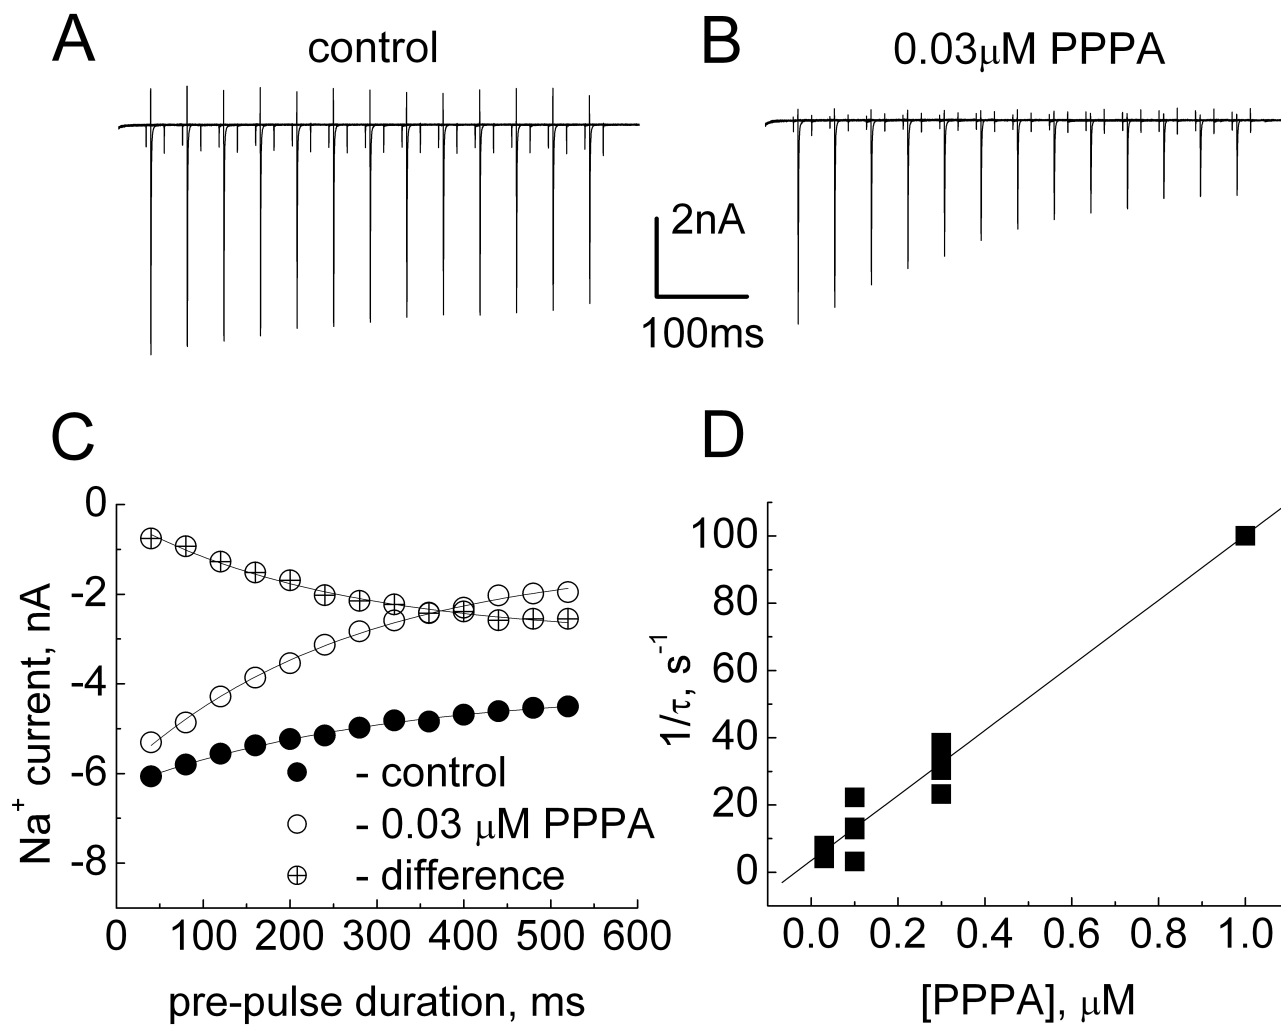 A
control
B
0.03μM PPPA
2nA
100ms
C
0
-2
-4
-6
-8
Na⁺ current, nA
- control
- 0.03 μM PPPA
- difference
0 100 200 300 400 500 600
pre-pulse duration, ms
D
100
80
60
40
20
0
1/τ, s⁻¹
0.0 0.2 0.4 0.6 0.8 1.0
[PPPA], μM